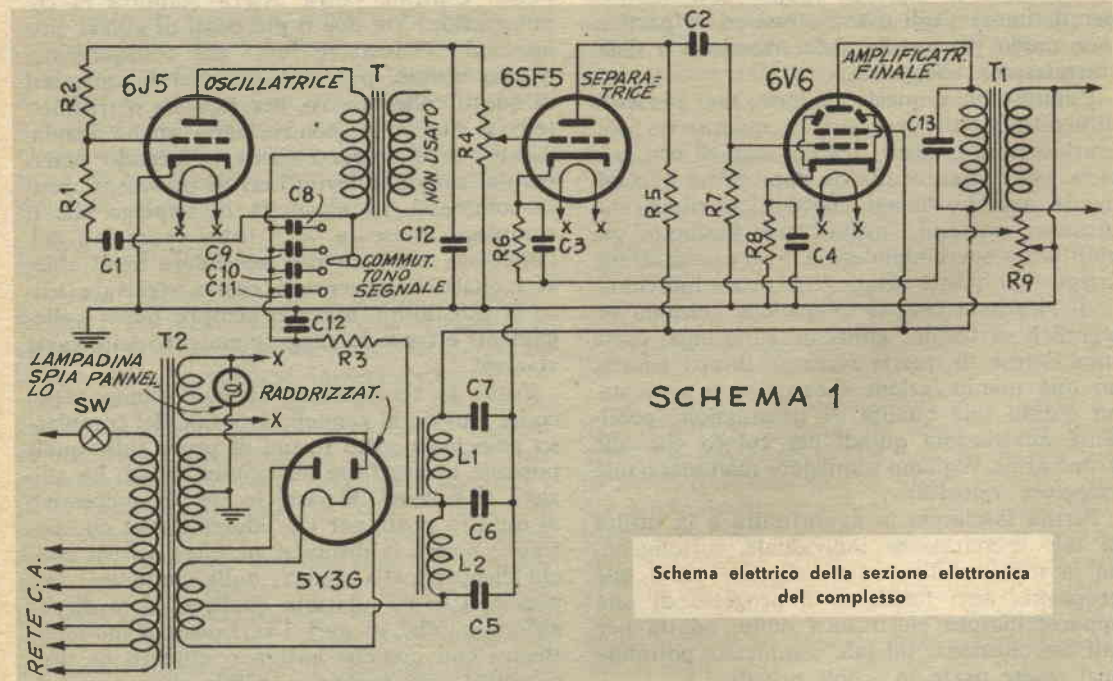 C2
6J5
OSCILLATRICE
T
6SF5
SEPARA=
TRICE
6V6
AMPLIFICATR.
FINALE
T1
R2
R4
NON USATO
C13
R1
C8
C12
R5
R7
C9
C10
C11
COMMUT.
TONO
SEGNALE
R6
C3
R8
C4
R9
C1
x x
x x
x x
C12
R3
T2
LAMPADINA
SPIA PANNEL
LO
x
x
RADDRIZZAT.
SW
C7
L1
C6
L2
C5
5Y3G
RETE C.A.
SCHEMA 1
Schema elettrico della sezione elettronica
del complesso